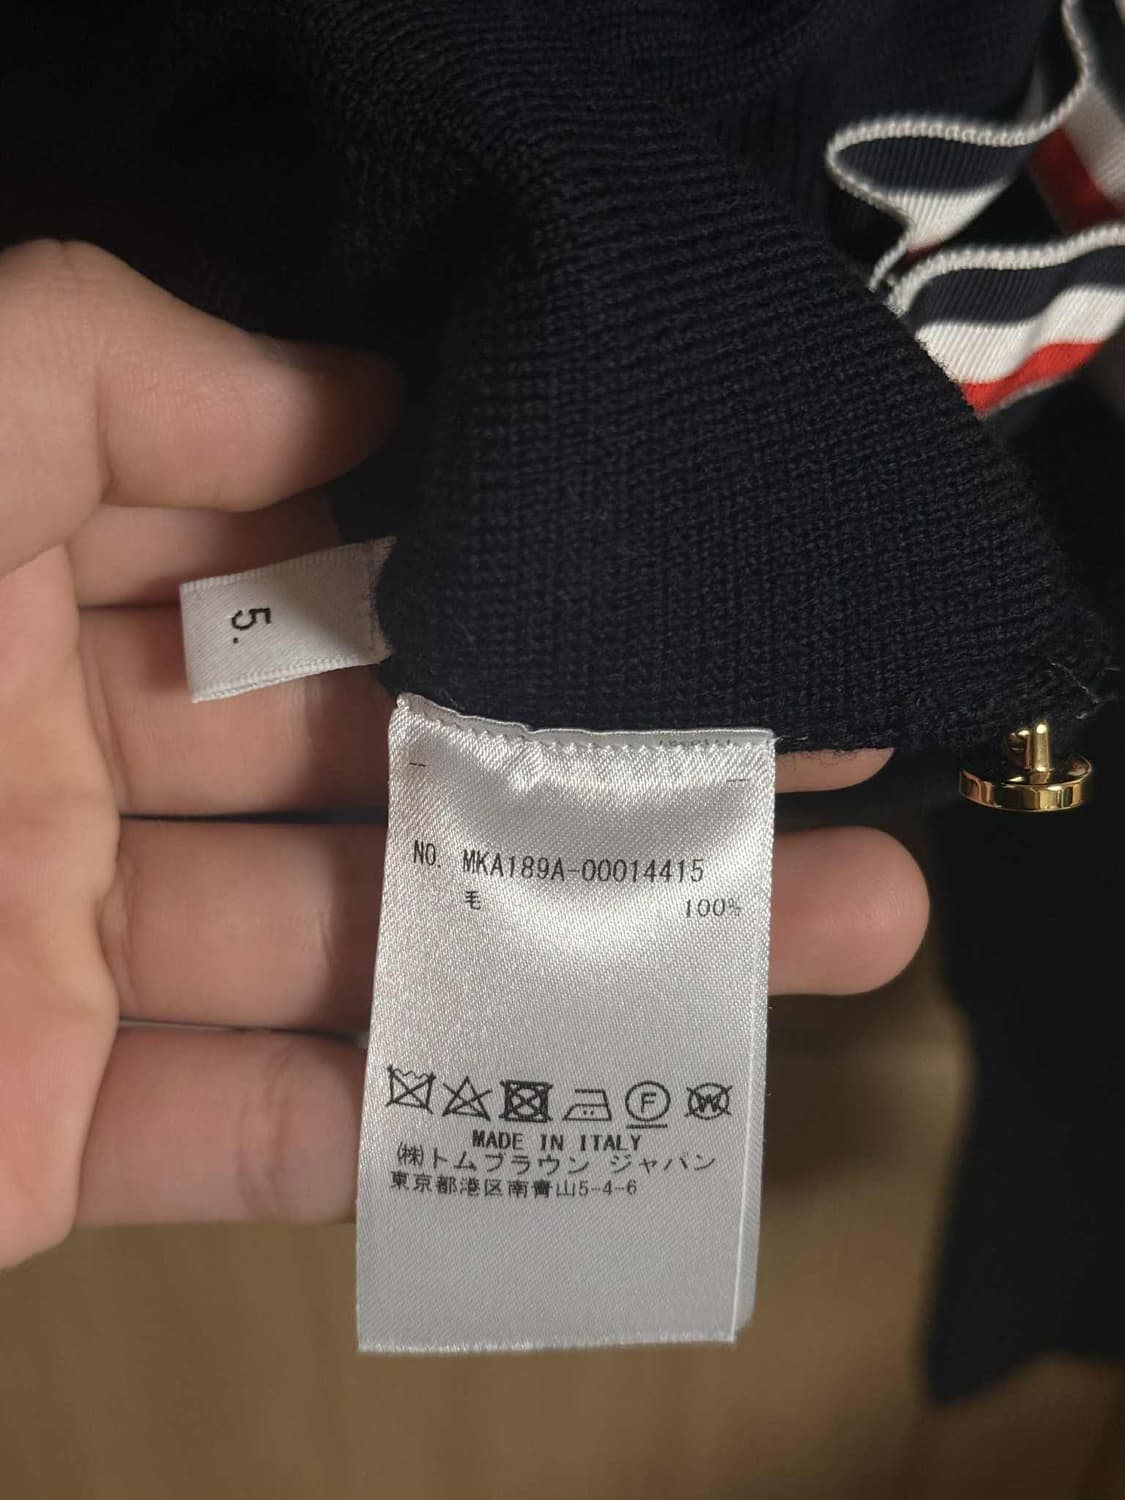 5.
NO. MKA189A-00014415
毛 100%
F W
MADE IN ITALY
㈱トムブラウン ジャパン
東京都港区南青山5-4-6